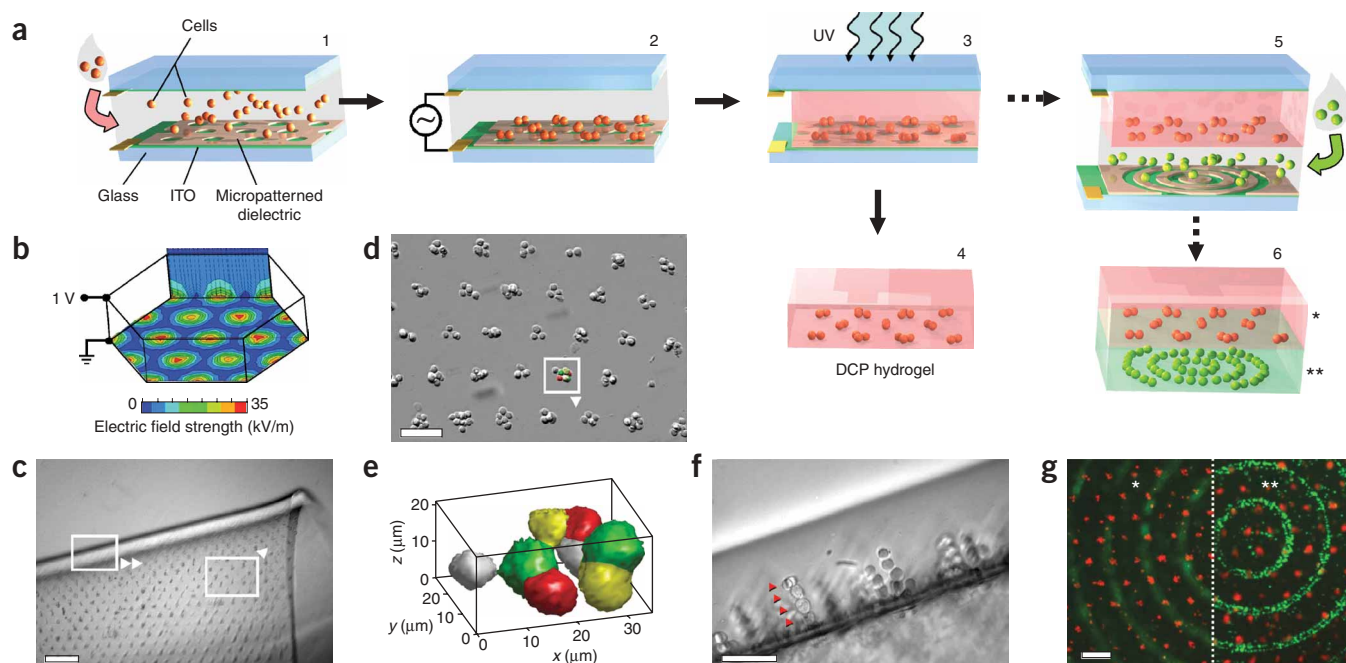 a
Cells
1
2
UV
3
5
Glass
ITO
Micropatterned
dielectric
4
DCP hydrogel
6
*
**
b
1 V
0
35
Electric field strength (kV/m)
d
c
e
20
10
0
z (μm)
20
10
0
y (μm)
0
10
20
30
x (μm)
f
g
*
**